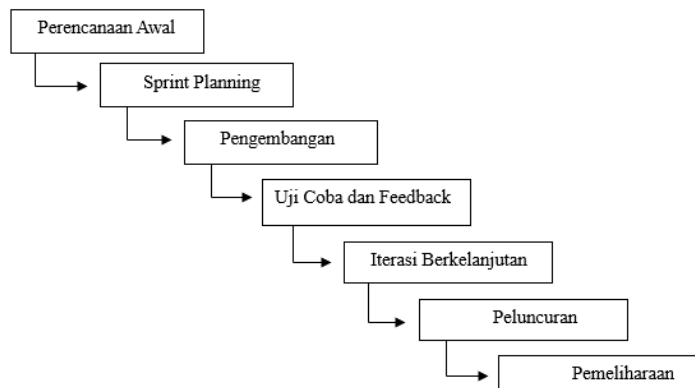 Perencanaan Awal
Sprint Planning
Pengembangan
Uji Coba dan Feedback
Iterasi Berkelanjutan
Peluncuran
Pemeliharaan